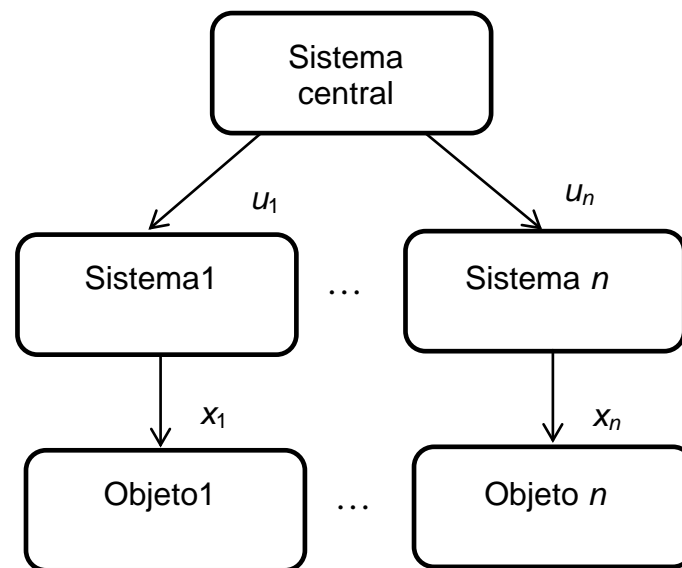 Sistema
central
u1 un
Sistema1 … Sistema n
x1 xn
Objeto1 … Objeto n